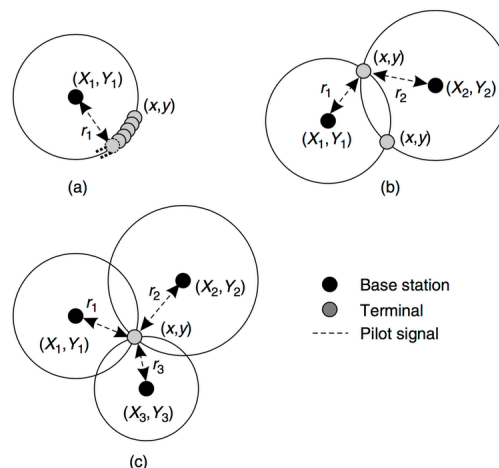 (X1,Y1)
(x,y)
r1
(a)
(x,y)
r1
r2
(X2,Y2)
(X1,Y1)
(x,y)
(b)
r1
r2
(X2,Y2)
(X1,Y1)
(x,y)
r3
(X3,Y3)
(c)
Base station
Terminal
Pilot signal